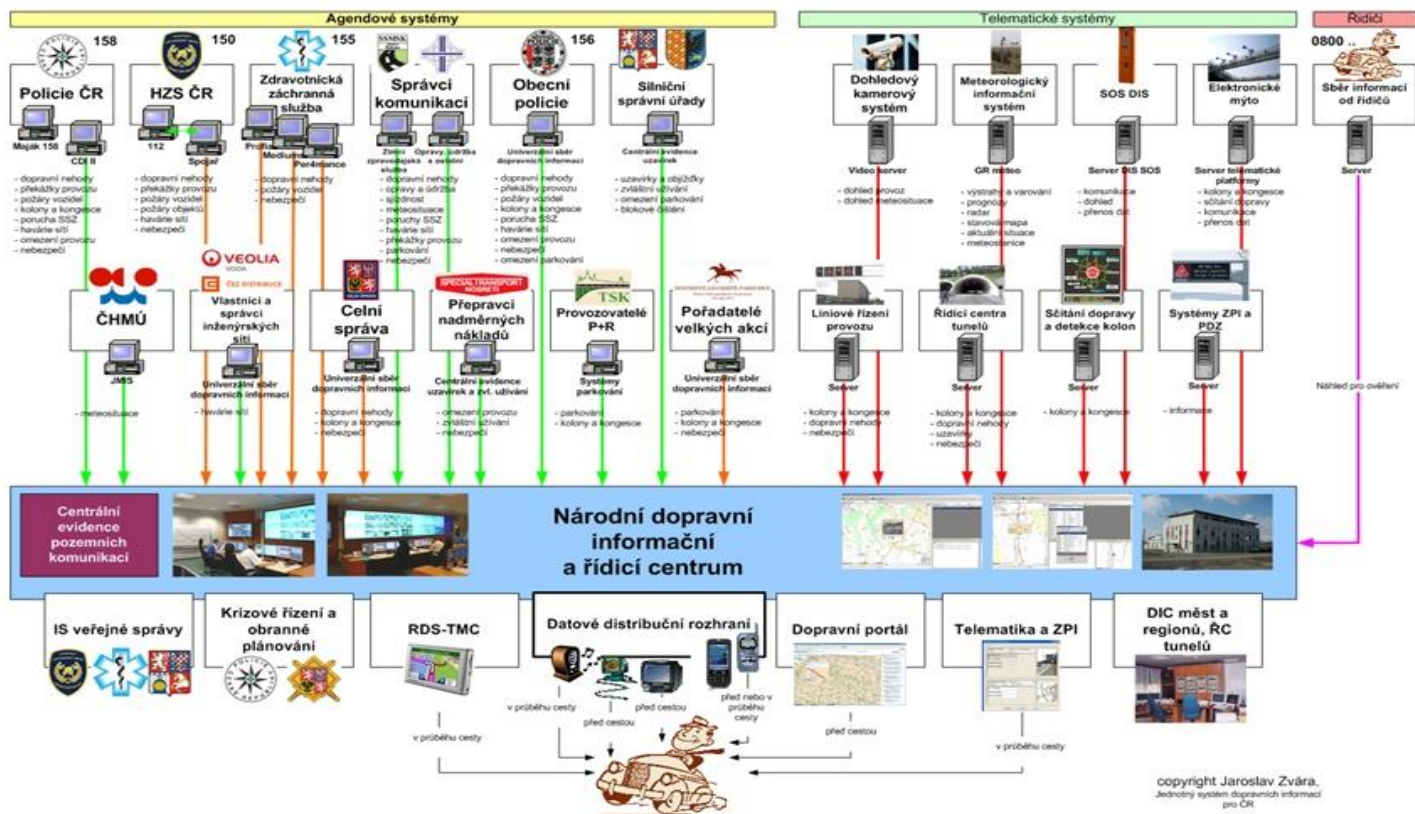 Agendové systémy
Telematické systémy
Řidiči
158
150
155
156
0800 ..
Policie ČR
HZS ČR
Zdravotnická
záchranná
služba
Správci
komunikací
Obecní
policie
Silniční
správní úřady
Dohledový
kamerový
systém
Meteorologický
informační
systém
SOS DIS
Elektronické
mýto
Sběr informací
od řidičů
Maják 158
CDI II
112
Spojař
Mediums
Per4mance
Zimní
zpravodajská
služba
Opravy, údržba
a ostatní
Univerzální sběr
dopravních informací
Centrální evidence
uzavírek
Video server
GR meteo
Server DIS SOS
Server telematické
platformy
Server
- dopravní nehody
- překážky provozu
- požáry vozidel
- kolony a kongesce
- porucha SSZ
- havárie sítí
- omezení provozu
- nebezpečí
- dopravní nehody
- překážky provozu
- požáry vozidel
- požáry objektů
- havárie sítí
- nebezpečí
- dopravní nehody
- požáry vozidel
- nebezpečí
- dopravní nehody
- opravy a údržba
- sjízdnost
- meteosituace
- poruchy SSZ
- havárie sítí
- překážky provozu
- parkování
- nebezpečí
- dopravní nehody
- překážky provozu
- požáry vozidel
- kolony a kongesce
- porucha SSZ
- havárie sítí
- omezení provozu
- nebezpečí
- omezení parkování
- uzavírky a objížďky
- zvláštní užívání
- omezení parkování
- blokové čištění
- dohled provoz
- dohled meteosituace
- výstrahy a varování
- prognózy
- radar
- stavová mapa
- aktuální situace
- meteostanice
- komunikace
- dohled
- přenos dat
- kolony a kongesce
- sčítání dopravy
- komunikace
- přenos dat
VEOLIA
VODA
ČEZ DISTRIBUCE
CELNÍ SPRÁVA
SPECIALTRANSPORT
NOSRETI
TSK
ČHMÚ
Vlastníci a
správci
inženýrských
sítí
Celní
správa
Přepravci
nadměrných
nákladů
Provozovatelé
P+R
Pořadatelé
velkých akcí
Liniové řízení
provozu
Řídící centra
tunelů
Sčítání dopravy
a detekce kolon
Systémy ZPI a
PDZ
JMIS
Univerzální sběr
dopravních informací
Univerzální sběr
dopravních informací
Centrální evidence
uzavírek a zvl. užívání
Systémy
parkování
Univerzální sběr
dopravních informací
Server
Server
Server
Server
Náhled pro ověření
- meteosituace
- havárie sítí
- dopravní nehody
- kolony a kongesce
- nebezpečí
- omezení provozu
- zvláštní užívání
- nebezpečí
- parkování
- kolony a kongesce
- parkování
- kolony a kongesce
- nebezpečí
- kolony a kongesce
- dopravní nehody
- nebezpečí
- kolony a kongesce
- dopravní nehody
- uzavírky
- nebezpečí
- kolony a kongesce
- informace
Centrální
evidence
pozemních
komunikací
Národní dopravní
informační
a řídicí centrum
IS veřejné správy
Krizové řízení a
obranné
plánování
RDS-TMC
Datové distribuční rozhraní
Dopravní portál
Telematika a ZPI
DIC měst a
regionů, ŘC
tunelů
v průběhu cesty
v průběhu cesty
před cestou
před cestou
před nebo v
průběhu
cesty
před cestou
v průběhu cesty
copyright Jaroslav Zvára,
Jednotný systém dopravních informací
pro ČR